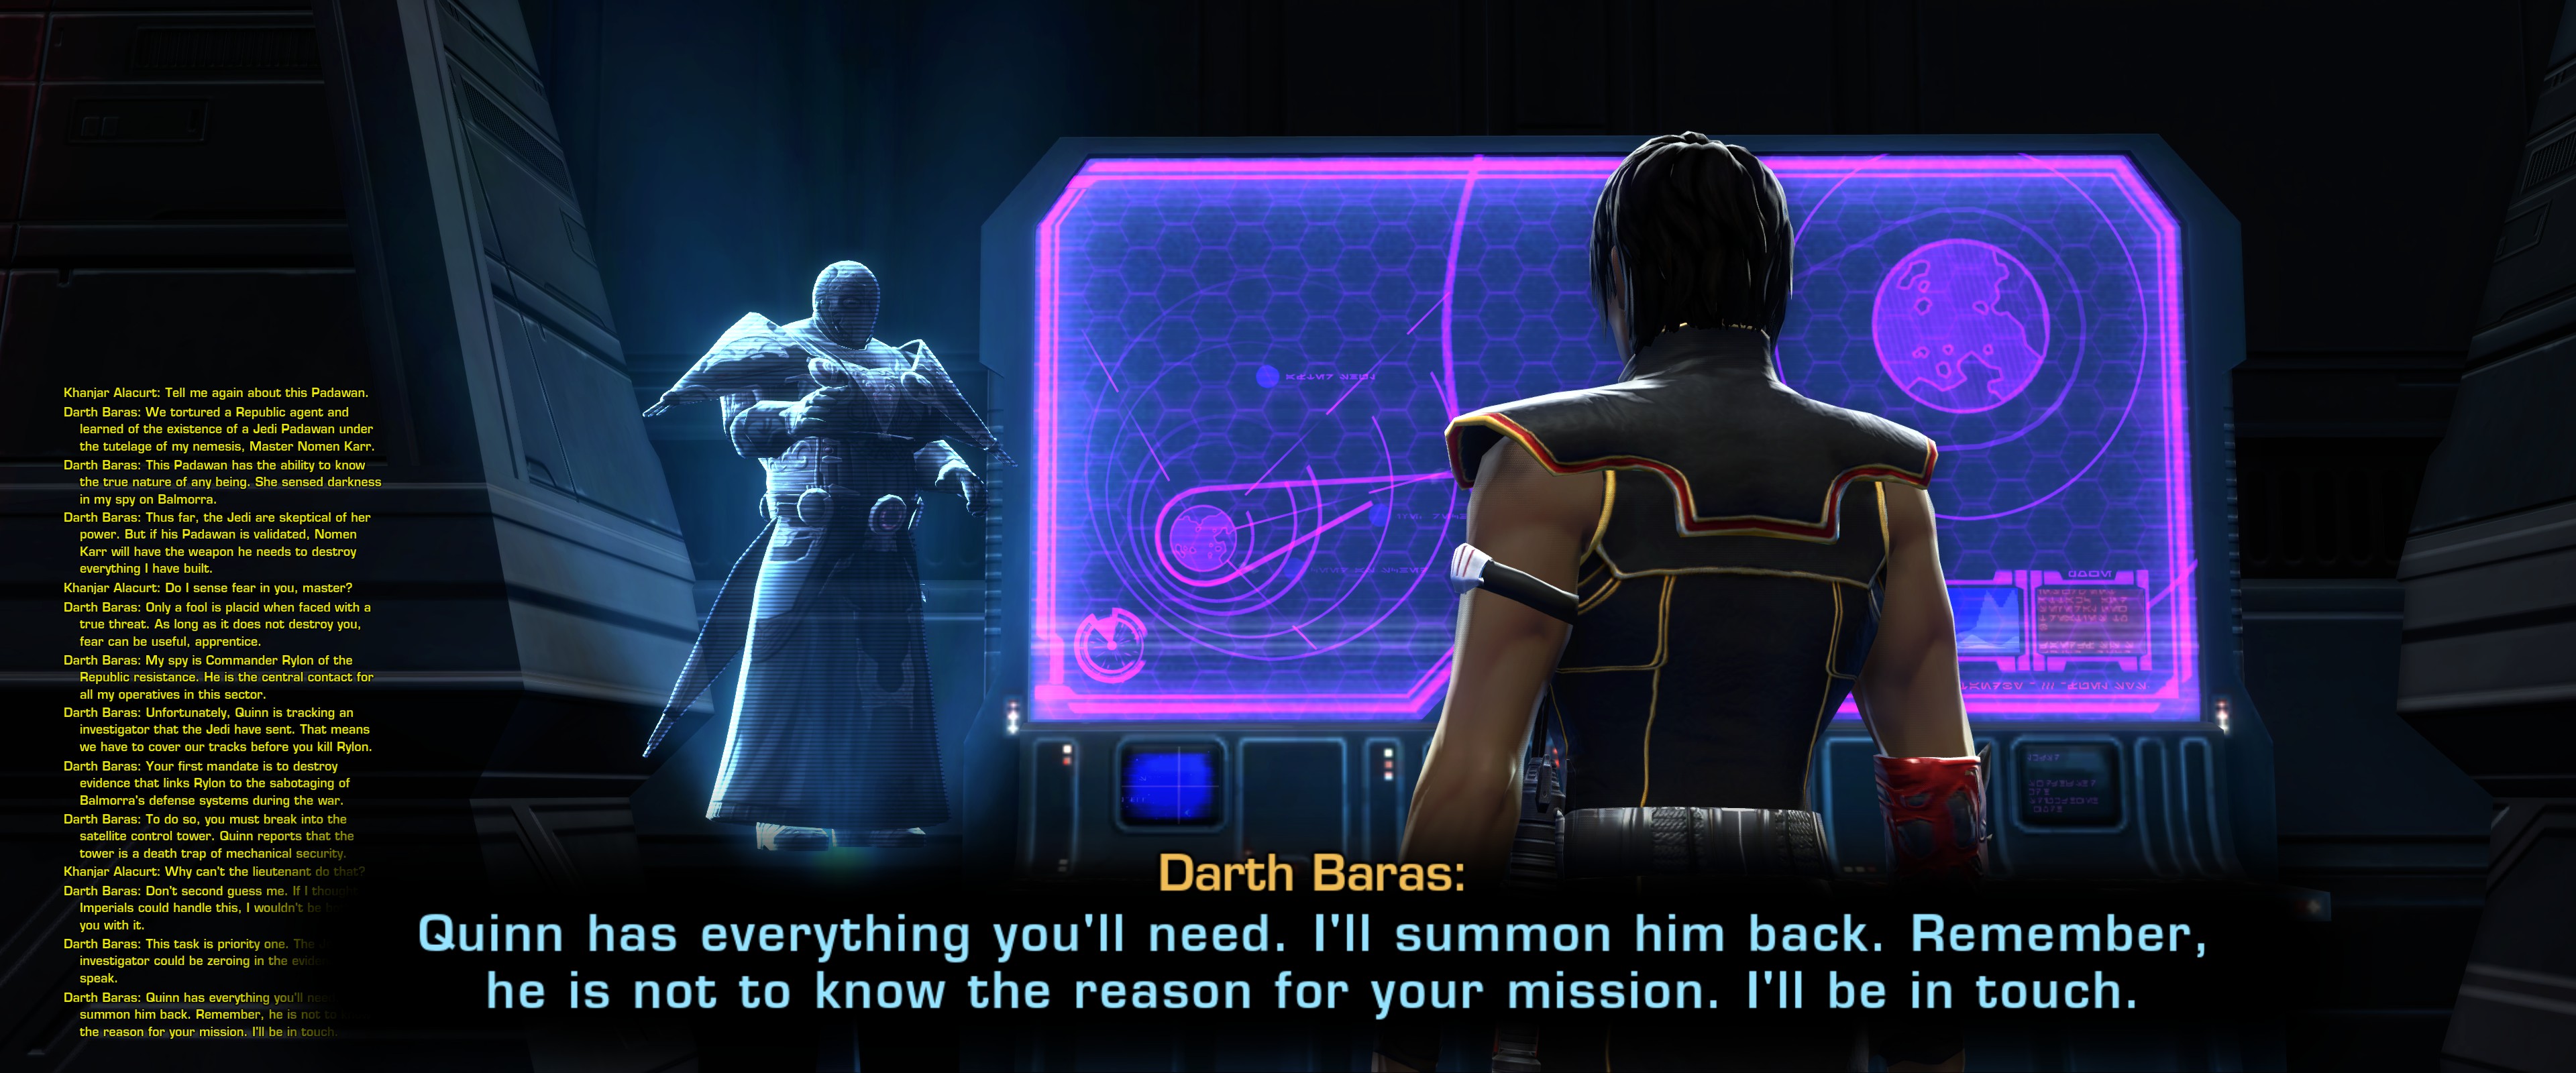 Khanjar Alacurt: Tell me again about this Padawan.
Darth Baras: We tortured a Republic agent and
learned of the existence of a Jedi Padawan under
the tutelage of my nemesis, Master Nomen Karr.
Darth Baras: This Padawan has the ability to know
the true nature of any being. She sensed darkness
in my spy on Balmorra.
Darth Baras: Thus far, the Jedi are skeptical of her
power. But if his Padawan is validated, Nomen
Karr will have the weapon he needs to destroy
everything I have built.
Khanjar Alacurt: Do I sense fear in you, master?
Darth Baras: Only a fool is placid when faced with a
true threat. As long as it does not destroy you,
fear can be useful, apprentice.
Darth Baras: My spy is Commander Rylon of the
Republic resistance. He is the central contact for
all my operatives in this sector.
Darth Baras: Unfortunately, Quinn is tracking an
investigator that the Jedi have sent. That means
we have to cover our tracks before you kill Rylon.
Darth Baras: Your first mandate is to destroy
evidence that links Rylon to the sabotaging of
Balmorra's defense systems during the war.
Darth Baras: To do so, you must break into the
satellite control tower. Quinn reports that the
tower is a death trap of mechanical security.
Khanjar Alacurt: Why can't the lieutenant do that?
Darth Baras: Don't second guess me. If I thought
Imperials could handle this, I wouldn't be
you with it.
Darth Baras: This task is priority one. The
investigator could be zeroing in the
speak.
Darth Baras: Quinn has everything you'll need.
summon him back. Remember, he is not to
the reason for your mission. I'll be in touch.
Darth Baras:
Quinn has everything you'll need. I'll summon him back. Remember,
he is not to know the reason for your mission. I'll be in touch.